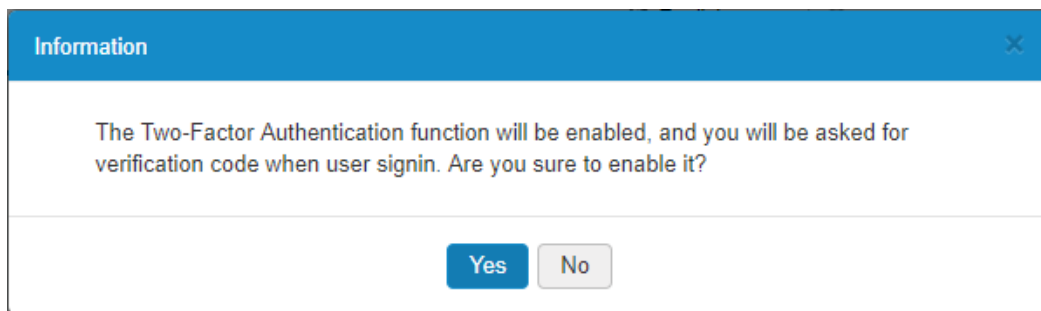 Information
The Two-Factor Authentication function will be enabled, and you will be asked for
verification code when user signin. Are you sure to enable it?
Yes No